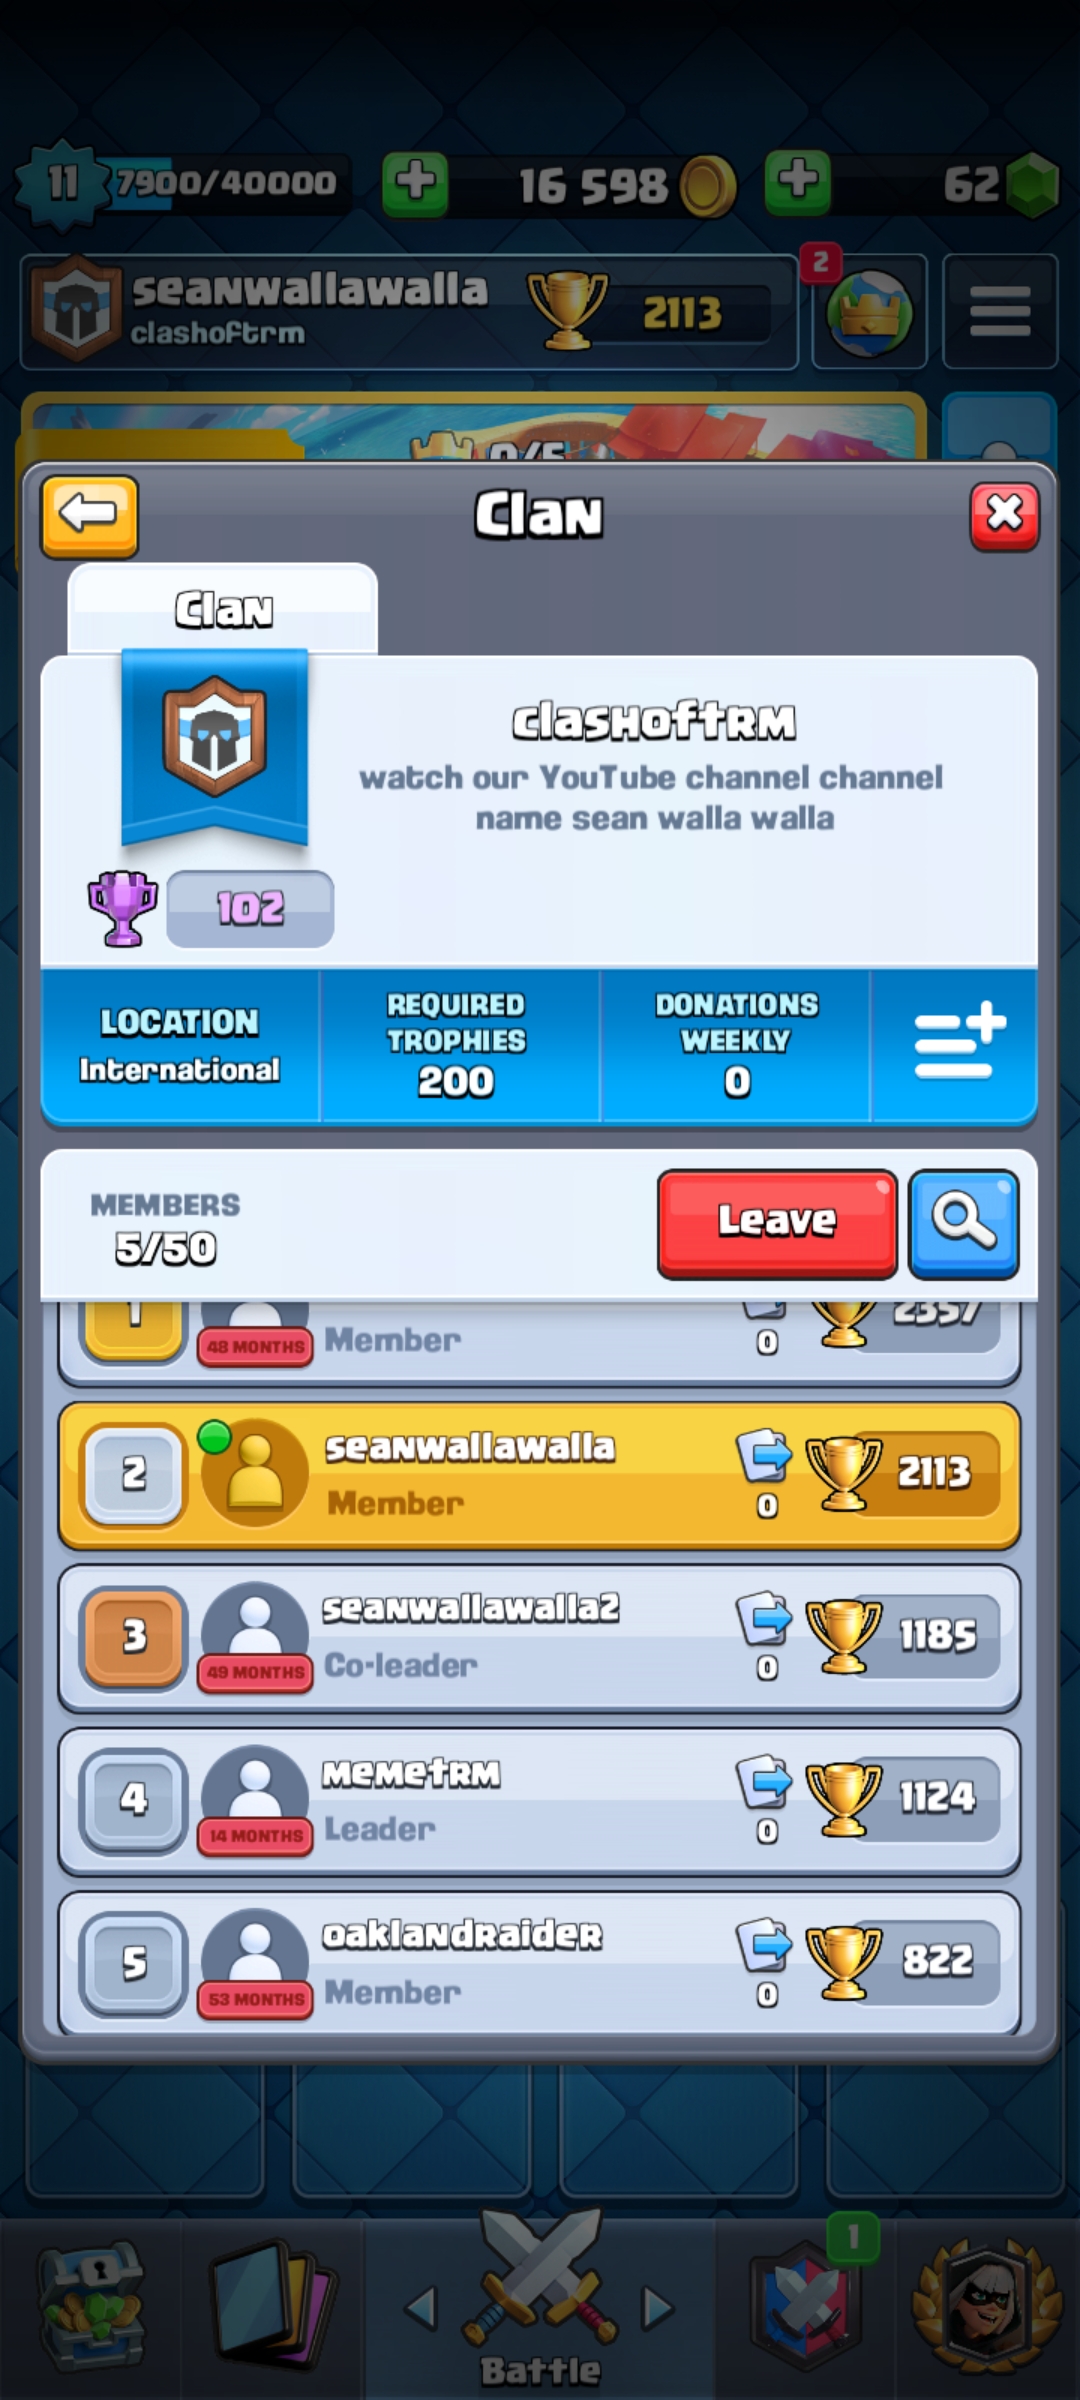 11
7900/40000
16 598
62
seanwallawalla
clashoftrm
2113
2
0/5
Clan
Clan
clashoftrm
watch our YouTube channel channel
name sean walla walla
102
LOCATION
International
REQUIRED
TROPHIES
200
DONATIONS
WEEKLY
0
MEMBERS
5/50
Leave
1
48 MONTHS
Member
0
2357
2
seanwallawalla
Member
0
2113
3
49 MONTHS
seanwallawalla2
Co-leader
0
1185
4
14 MONTHS
memetrm
Leader
0
1124
5
53 MONTHS
oaklandraider
Member
0
822
1
Battle